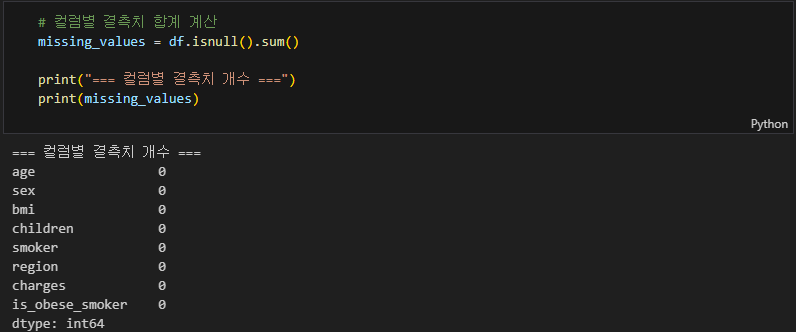 # 컬럼별 결측치 합계 계산
missing_values = df.isnull().sum()
print("=== 컬럼별 결측치 개수 ===")
print(missing_values)
Python
=== 컬럼별 결측치 개수 ===
age 0
sex 0
bmi 0
children 0
smoker 0
region 0
charges 0
is_obese_smoker 0
dtype: int64